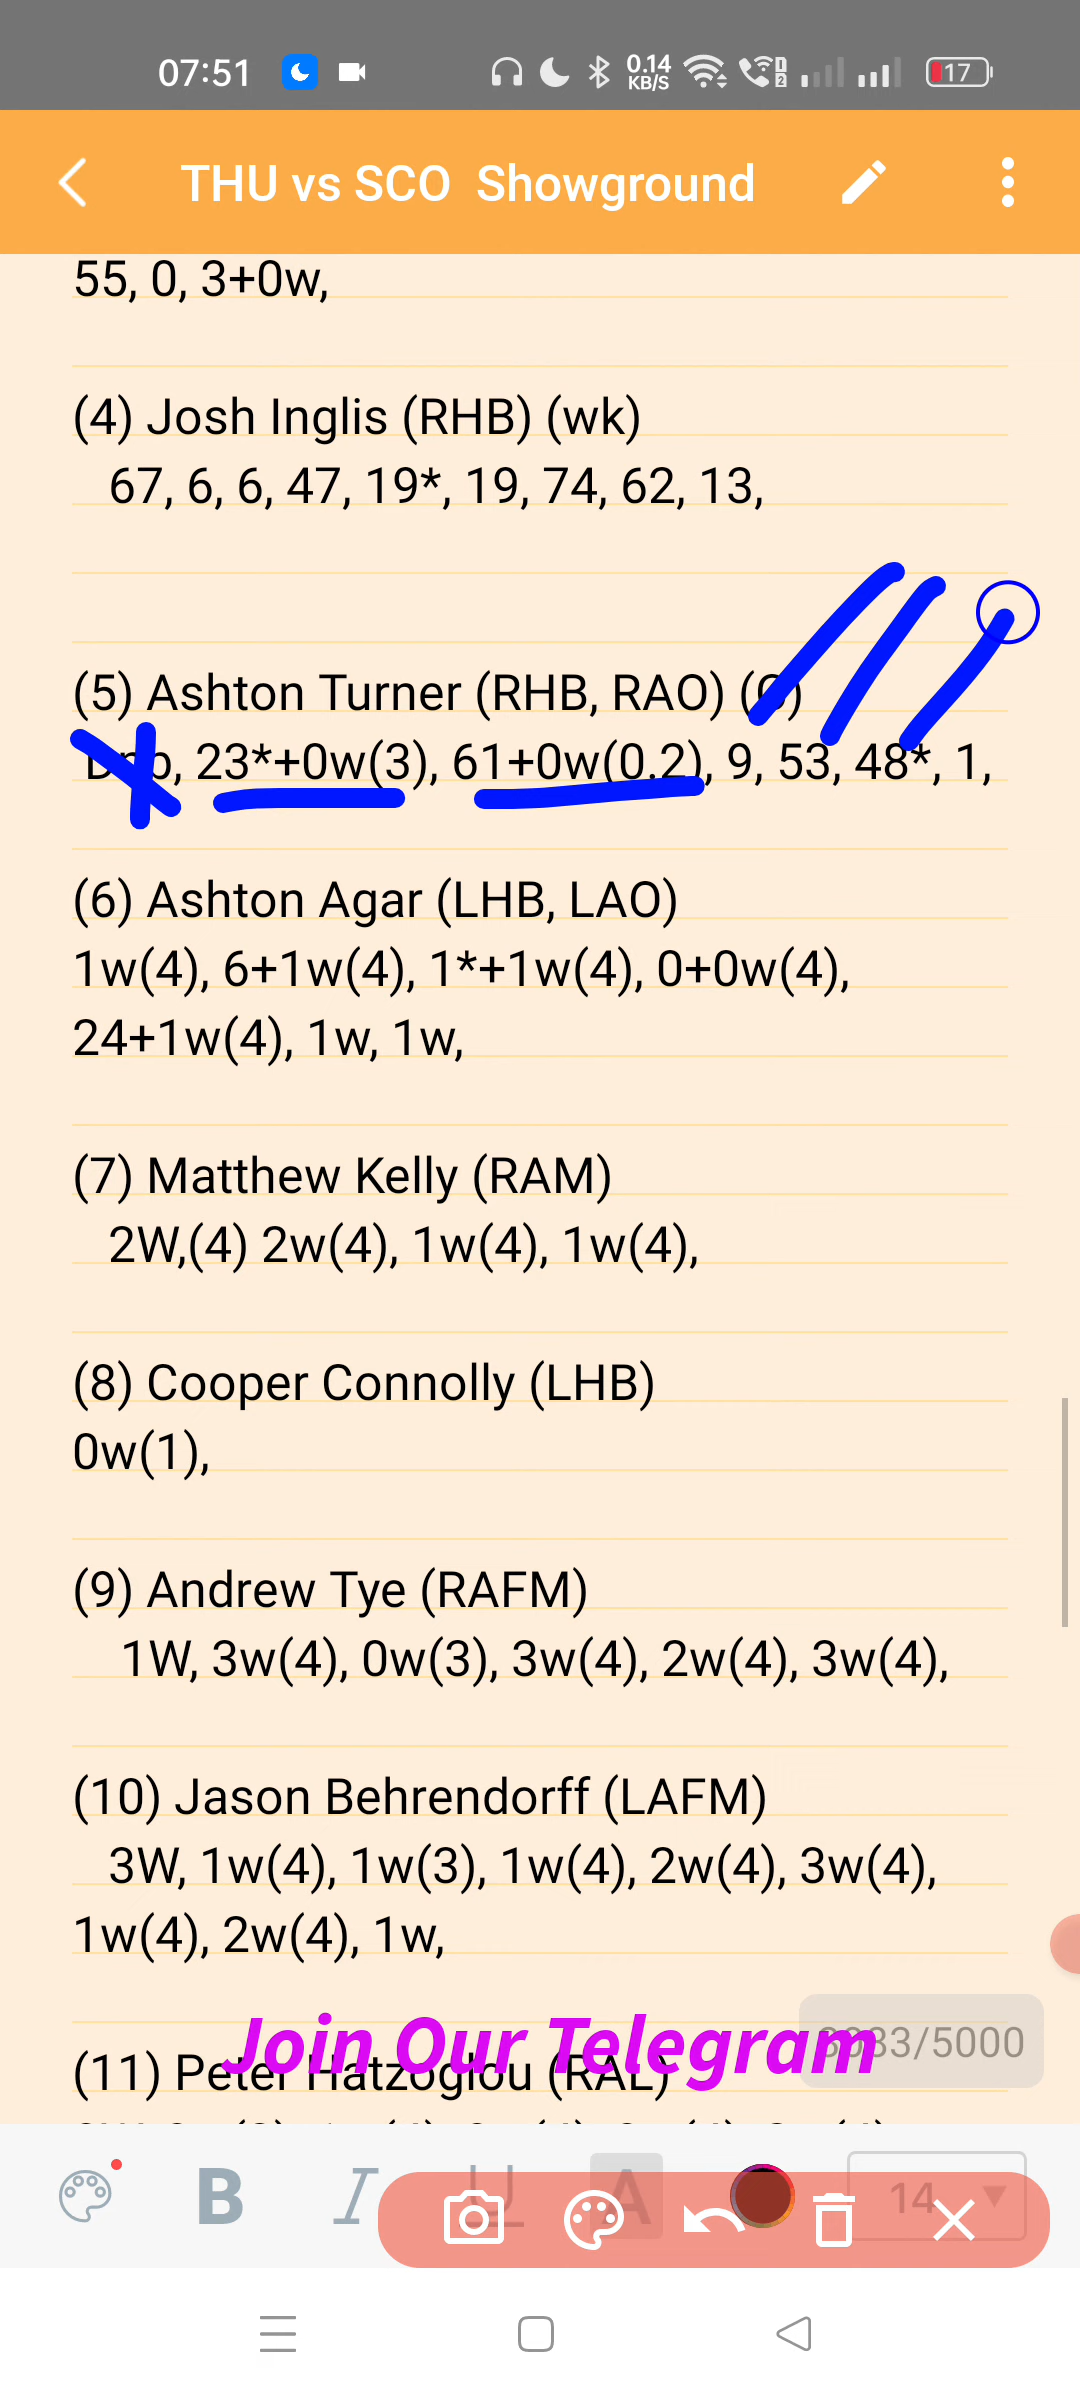 07:51 0.14 KB/S 17
THU vs SCO Showground
55, 0, 3+0w,
(4) Josh Inglis (RHB) (wk)
67, 6, 6, 47, 19*, 19, 74, 62, 13,
(5) Ashton Turner (RHB, RAO) (C)
Dnb, 23*+0w(3), 61+0w(0.2), 9, 53, 48*, 1,
(6) Ashton Agar (LHB, LAO)
1w(4), 6+1w(4), 1*+1w(4), 0+0w(4),
24+1w(4), 1w, 1w,
(7) Matthew Kelly (RAM)
2W,(4) 2w(4), 1w(4), 1w(4),
(8) Cooper Connolly (LHB)
0w(1),
(9) Andrew Tye (RAFM)
1W, 3w(4), 0w(3), 3w(4), 2w(4), 3w(4),
(10) Jason Behrendorff (LAFM)
3W, 1w(4), 1w(3), 1w(4), 2w(4), 3w(4),
1w(4), 2w(4), 1w,
Join Our Telegram
(11) Peter Hatzoglou (RAL)
B I U A 14